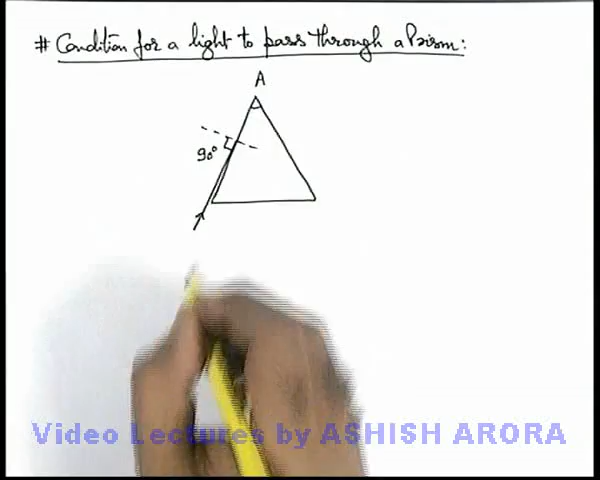 # Condition for a light to pass through a Prism:
A
90°
Video Lectures by ASHISH ARORA